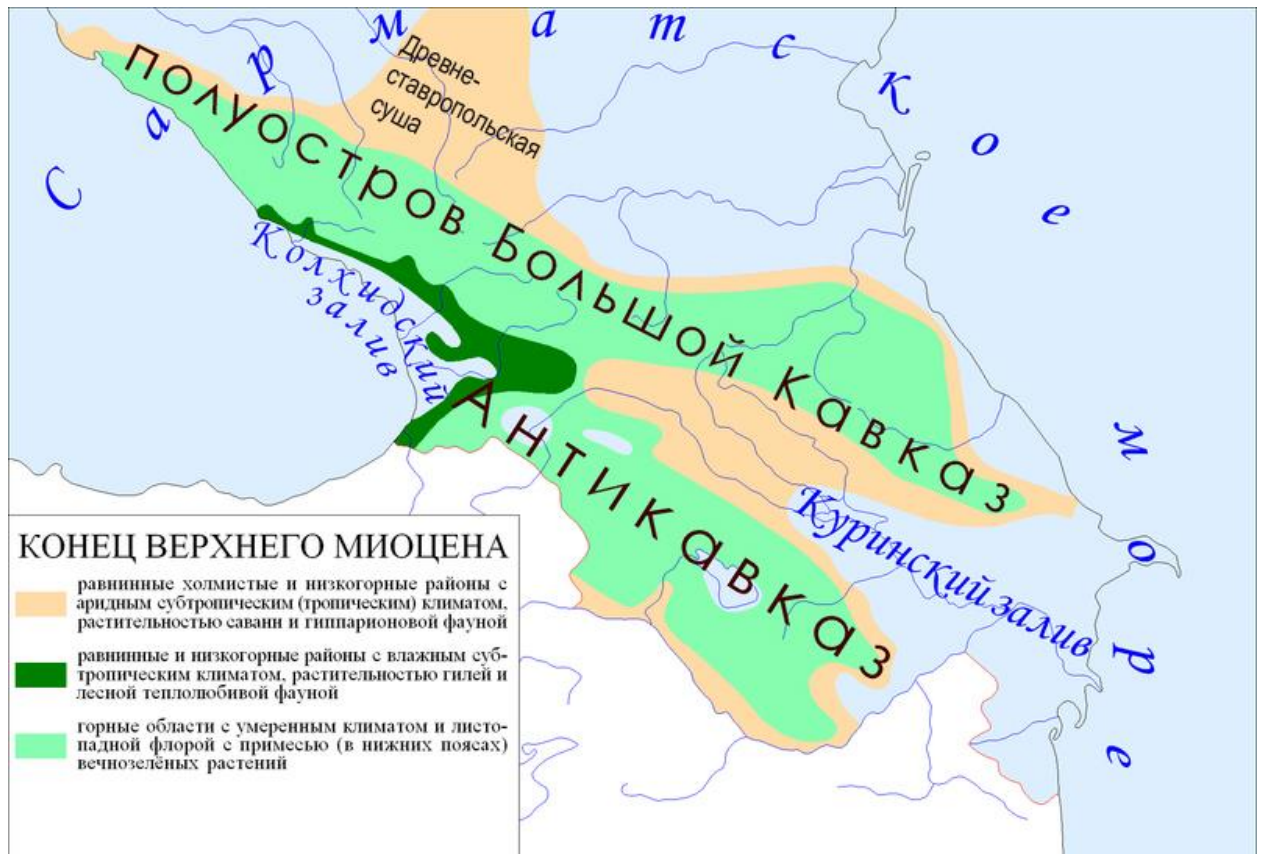 Сарматское море
Древне-
ставропольская
суша
Полуостров Большой Кавказ
Колхидский
залив
Антикавказ
Куринский залив
КОНЕЦ ВЕРХНЕГО МИОЦЕНА
равнинные холмистые и низкогорные районы с
аридным субтропическим (тропическим) климатом,
растительностью саванн и гиппарионовой фауной
равнинные и низкогорные районы с влажным суб-
тропическим климатом, растительностью гилей и
лесной теплолюбивой фауной
горные области с умеренным климатом и листо-
падной флорой с примесью (в нижних поясах)
вечнозелёных растений